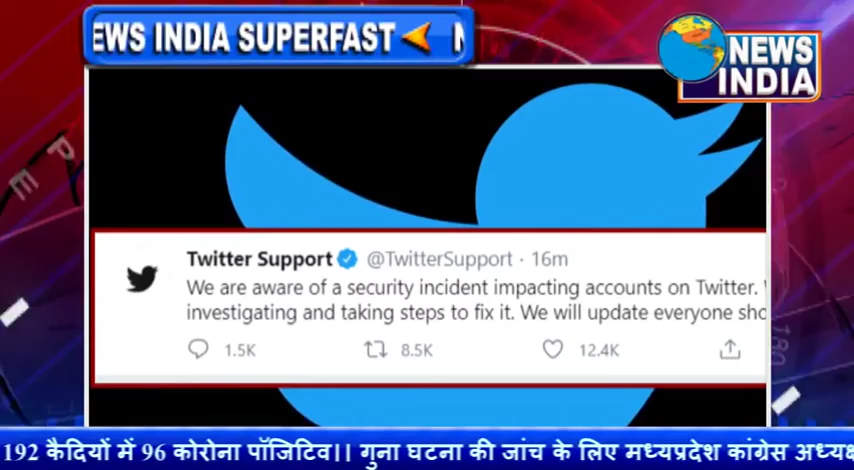 EWS INDIA SUPERFAST
NEWS
INDIA
Twitter Support @TwitterSupport · 16m
We are aware of a security incident impacting accounts on Twitter.
investigating and taking steps to fix it. We will update everyone sho
1.5K 8.5K 12.4K
192 कैदियों में 96 कोरोना पॉजिटिव।। गुना घटना की जांच के लिए मध्यप्रदेश कांग्रेस अध्यक्ष